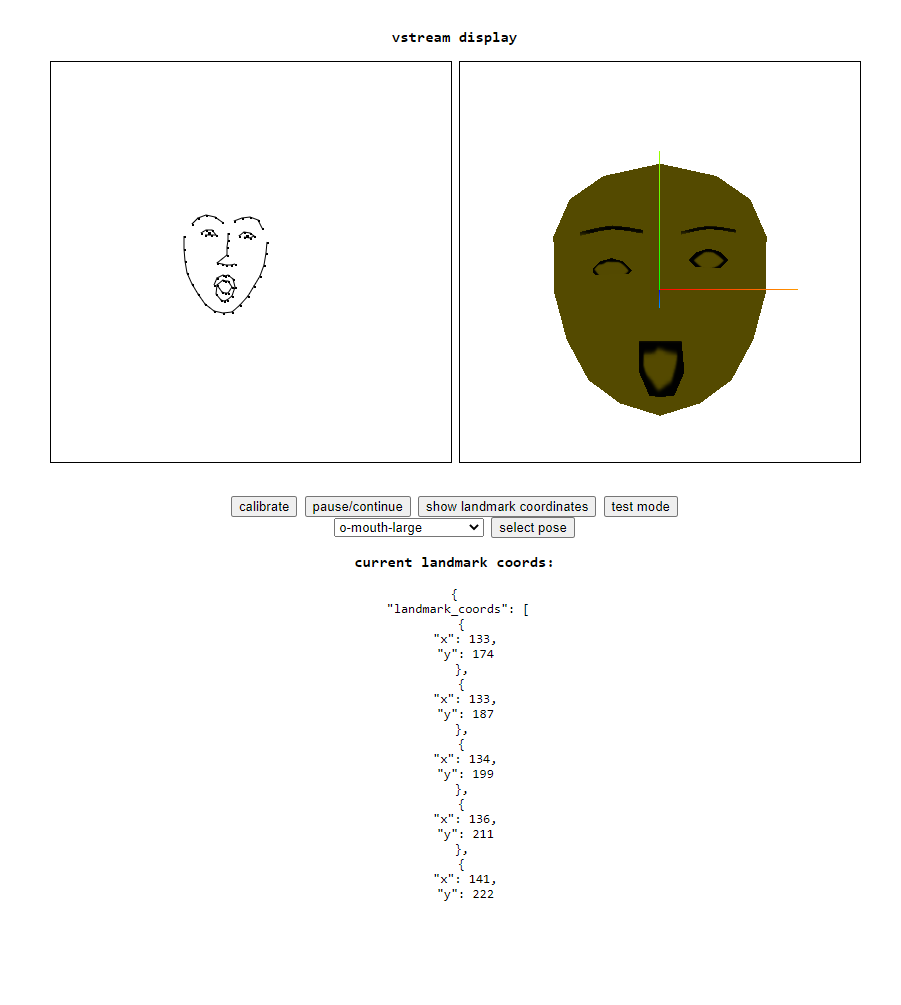 vstream display
calibrate pause/continue show landmark coordinates test mode
o-mouth-large select pose
current landmark coords:
{
"landmark_coords": [
{
"x": 133,
"y": 174
},
{
"x": 133,
"y": 187
},
{
"x": 134,
"y": 199
},
{
"x": 136,
"y": 211
},
{
"x": 141,
"y": 222